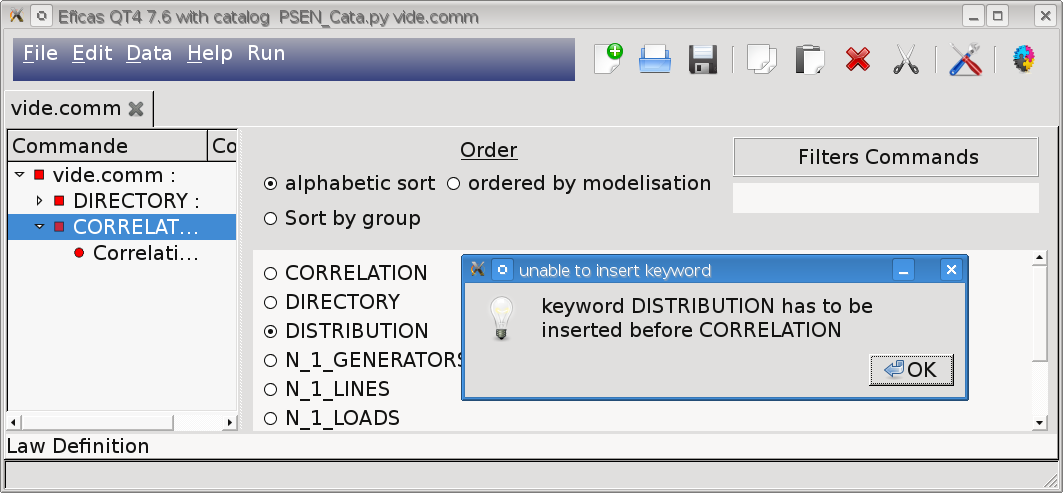 Eficas QT4 7.6 with catalog PSEN_Cata.py vide.comm
File Edit Data Help Run
vide.comm
Commande Co
vide.comm :
DIRECTORY :
CORRELAT...
Correlati...
Order
alphabetic sort ordered by modelisation
Sort by group
Filters Commands
CORRELATION
DIRECTORY
DISTRIBUTION
N_1_GENERATORS
N_1_LINES
N_1_LOADS
unable to insert keyword
keyword DISTRIBUTION has to be
inserted before CORRELATION
OK
Law Definition